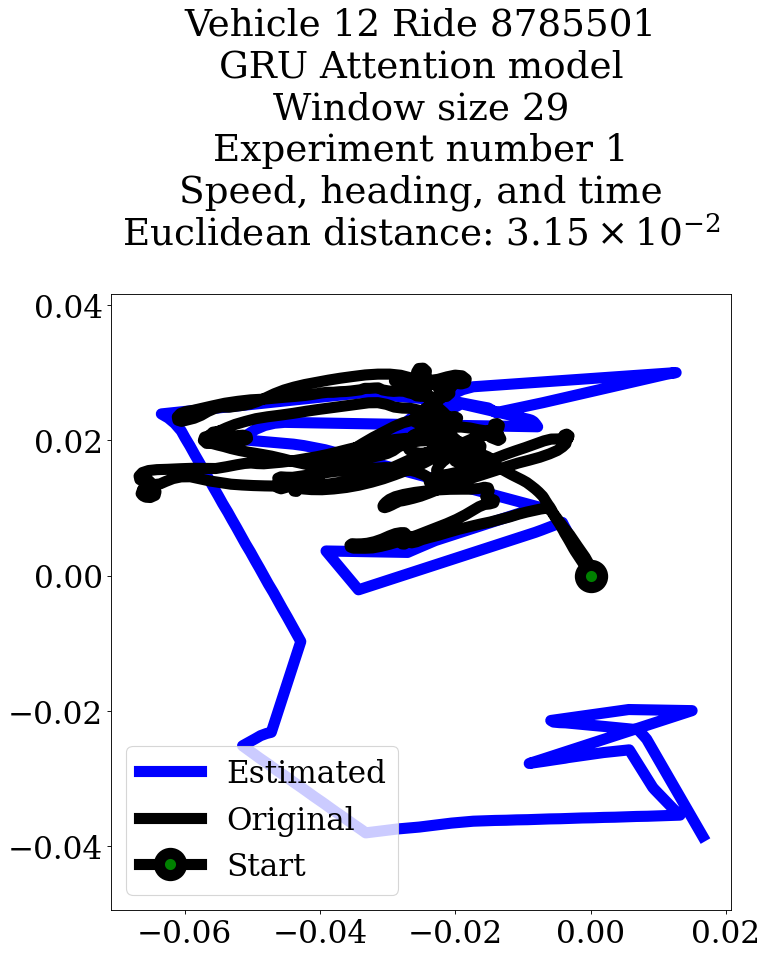 Vehicle 12 Ride 8785501
GRU Attention model
Window size 29
Experiment number 1
Speed, heading, and time
Euclidean distance: 3.15 × 10⁻²
0.04
0.02
0.00
−0.02
−0.04
Estimated
Original
Start
−0.06 −0.04 −0.02 0.00 0.02